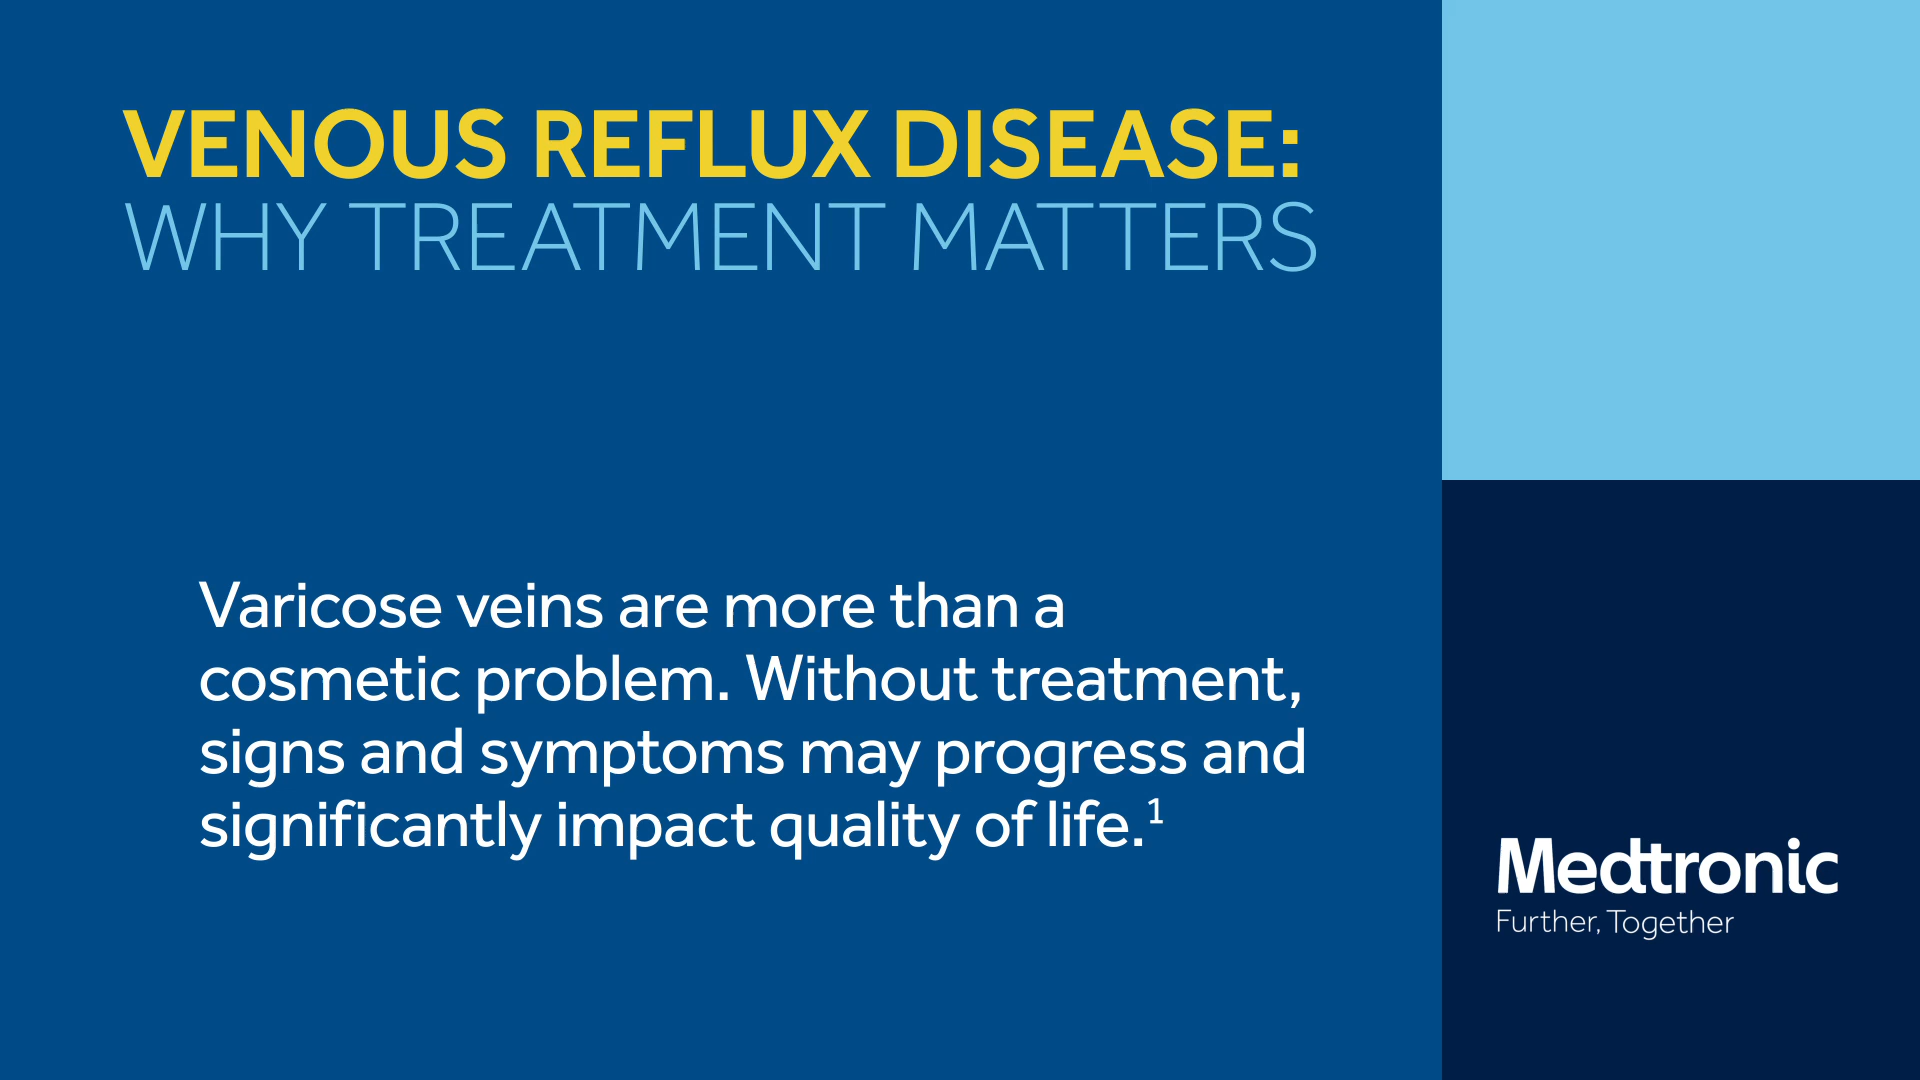 VENOUS REFLUX DISEASE:
WHY TREATMENT MATTERS
Varicose veins are more than a
cosmetic problem. Without treatment,
signs and symptoms may progress and
significantly impact quality of life.¹
Medtronic
Further, Together